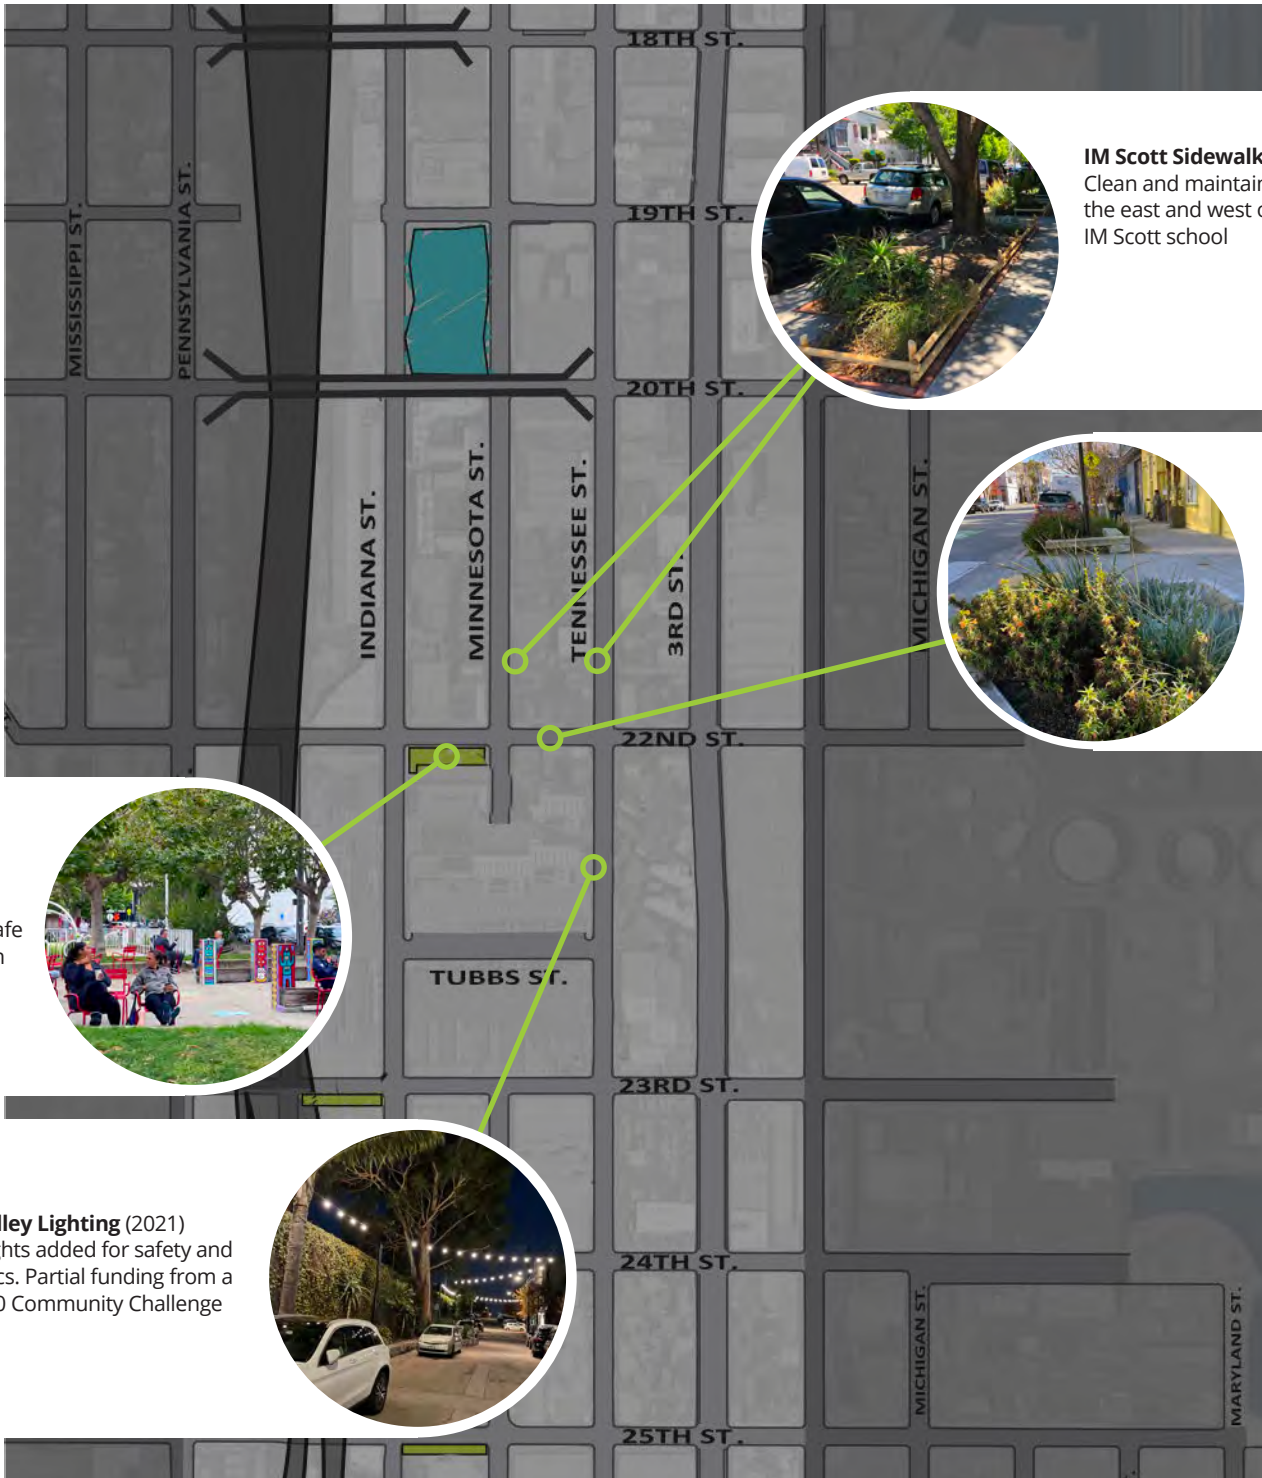 18TH ST.
IM Scott Sidewalk
Clean and maintain
the east and west
IM Scott school
19TH ST.
MISSISSIPPI ST.
PENNSYLVANIA ST.
20TH ST.
INDIANA ST.
MINNESOTA ST.
TENNESSEE ST.
3RD ST.
MICHIGAN ST.
22ND ST.
TUBBS ST.
23RD ST.
lley Lighting (2021)
ghts added for safety and
cs. Partial funding from a
0 Community Challenge
24TH ST.
MICHIGAN ST.
MARYLAND ST.
25TH ST.